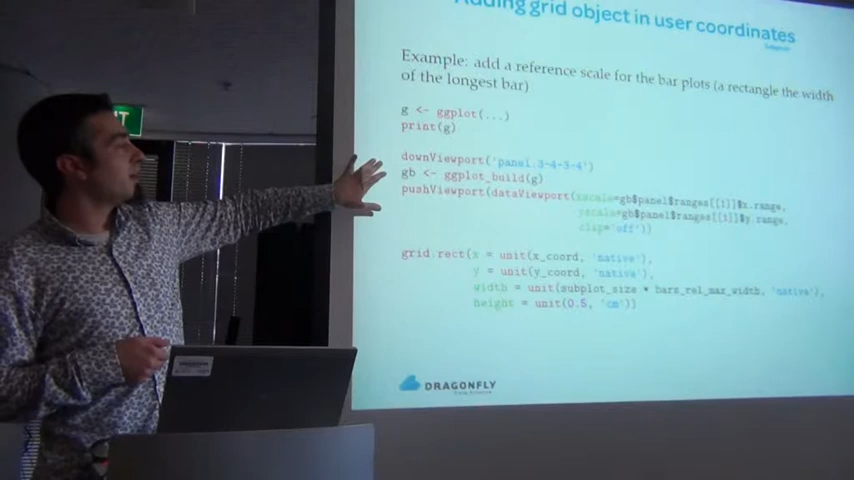 Adding grid object in user coordinates
Example: add a reference scale for the bar plots (a rectangle the width
of the longest bar)
g <- ggplot(...)
print(g)
downViewport('panel.3-4-3-4')
gb <- ggplot_build(g)
pushViewport(dataViewport(xscale=gb$panel$ranges[[1]]$x.range,
yscale=gb$panel$ranges[[1]]$y.range,
clip='off'))
grid.rect(x = unit(x_coord, 'native'),
y = unit(y_coord, 'native'),
width = unit(subplot_size * bars_rel_max_width, 'native'),
height = unit(0.5, 'cm'))
DRAGONFLY